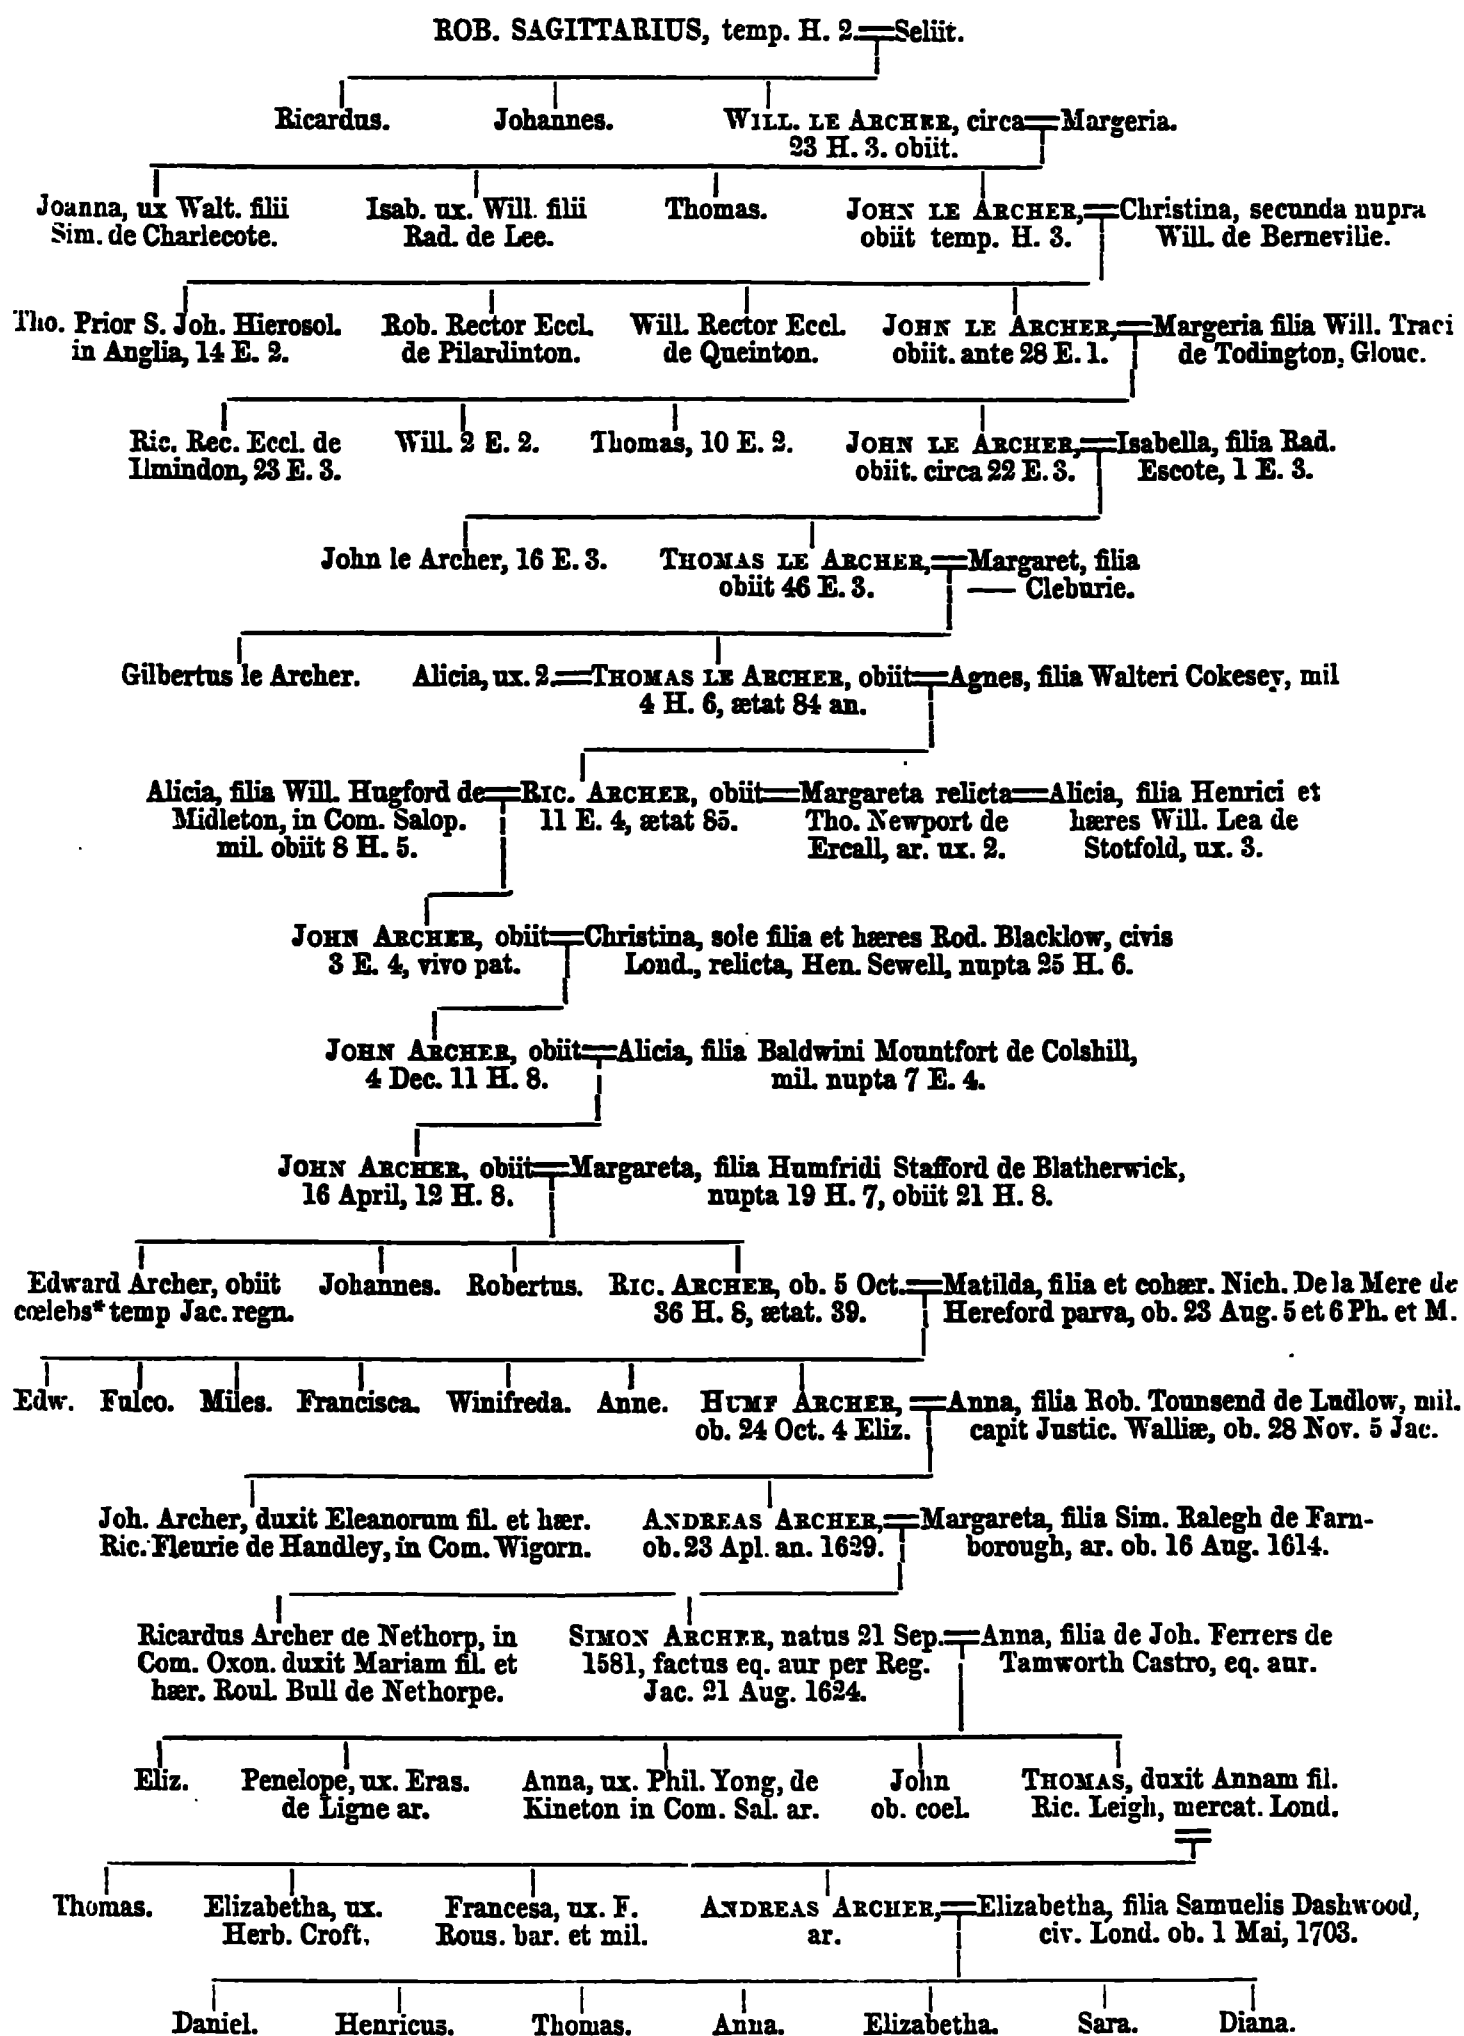 ROB. SAGITTARIUS, temp. H. 2.=Seliit.
Ricardus. Johannes. WILL. LE ARCHER, circa=Margeria.
23 H. 3. obiit.
Joanna, ux Walt. filii Isab. ux. Will. filii Thomas. JOHN LE ARCHER,=Christina, secunda nupra
Sim. de Charlecote. Rad. de Lee. obiit temp. H. 3. Will. de Berneville.
Tho. Prior S. Joh. Hierosol. Rob. Rector Eccl. Will. Rector Eccl. JOHN LE ARCHER,=Margeria filia Will. Traci
in Anglia, 14 E. 2. de Pilardinton. de Queinton. obiit. ante 28 E. 1. de Todington, Glouc.
Ric. Rec. Eccl. de Will. 2 E. 2. Thomas, 10 E. 2. JOHN LE ARCHER,=Isabella, filia Rad.
Ilmindon, 23 E. 3. obiit. circa 22 E. 3. Escote, 1 E. 3.
John le Archer, 16 E. 3. THOMAS LE ARCHER,=Margaret, filia
obiit 46 E. 3. — Cleburie.
Gilbertus le Archer. Alicia, ux. 2.=THOMAS LE ARCHER, obiit=Agnes, filia Walteri Cokesey, mil
4 H. 6, ætat 84 an.
Alicia, filia Will. Hugford de=RIC. ARCHER, obiit=Margareta relicta=Alicia, filia Henrici et
Midleton, in Com. Salop. 11 E. 4, ætat 85. Tho. Newport de hæres Will. Lea de
mil. obiit 8 H. 5. Ercall, ar. ux. 2. Stotfold, ux. 3.
JOHN ARCHER, obiit=Christina, sole filia et hæres Rod. Blacklow, civis
3 E. 4, vivo pat. Lond., relicta, Hen. Sewell, nupta 25 H. 6.
JOHN ARCHER, obiit=Alicia, filia Baldwini Mountfort de Colshill,
4 Dec. 11 H. 8. mil. nupta 7 E. 4.
JOHN ARCHER, obiit=Margareta, filia Humfridi Stafford de Blatherwick,
16 April, 12 H. 8. nupta 19 H. 7, obiit 21 H. 8.
Edward Archer, obiit Johannes. Robertus. RIC. ARCHER, ob. 5 Oct.=Matilda, filia et cohær. Nich. De la Mere de
cœlebs* temp Jac. regn. 36 H. 8, ætat. 39. Hereford parva, ob. 23 Aug. 5 et 6 Ph. et M.
Edw. Fulco. Miles. Francisca. Winifreda. Anne. HUMF ARCHER,=Anna, filia Rob. Tounsend de Ludlow, mil.
ob. 24 Oct. 4 Eliz. capit Justic. Walliæ, ob. 28 Nov. 5 Jac.
Joh. Archer, duxit Eleanorum fil. et hær. ANDREAS ARCHER,=Margareta, filia Sim. Ralegh de Farn-
Ric. Fleurie de Handley, in Com. Wigorn. ob. 23 Apl. an. 1629. borough, ar. ob. 16 Aug. 1614.
Ricardus Archer de Nethorp, in SIMON ARCHER, natus 21 Sep.=Anna, filia de Joh. Ferrers de
Com. Oxon. duxit Mariam fil. et 1581, factus eq. aur per Reg. Tamworth Castro, eq. aur.
hær. Roul. Bull de Nethorpe. Jac. 21 Aug. 1624.
Eliz. Penelope, ux. Eras. Anna, ux. Phil. Yong, de John THOMAS, duxit Annam fil.
de Ligne ar. Kineton in Com. Sal. ar. ob. coel. Ric. Leigh, mercat. Lond.
Thomas. Elizabetha, ux. Francesa, ux. F. ANDREAS ARCHER,=Elizabetha, filia Samuelis Dashwood,
Herb. Croft. Rous. bar. et mil. ar. civ. Lond. ob. 1 Mai, 1703.
Daniel. Henricus. Thomas. Anna. Elizabetha. Sara. Diana.